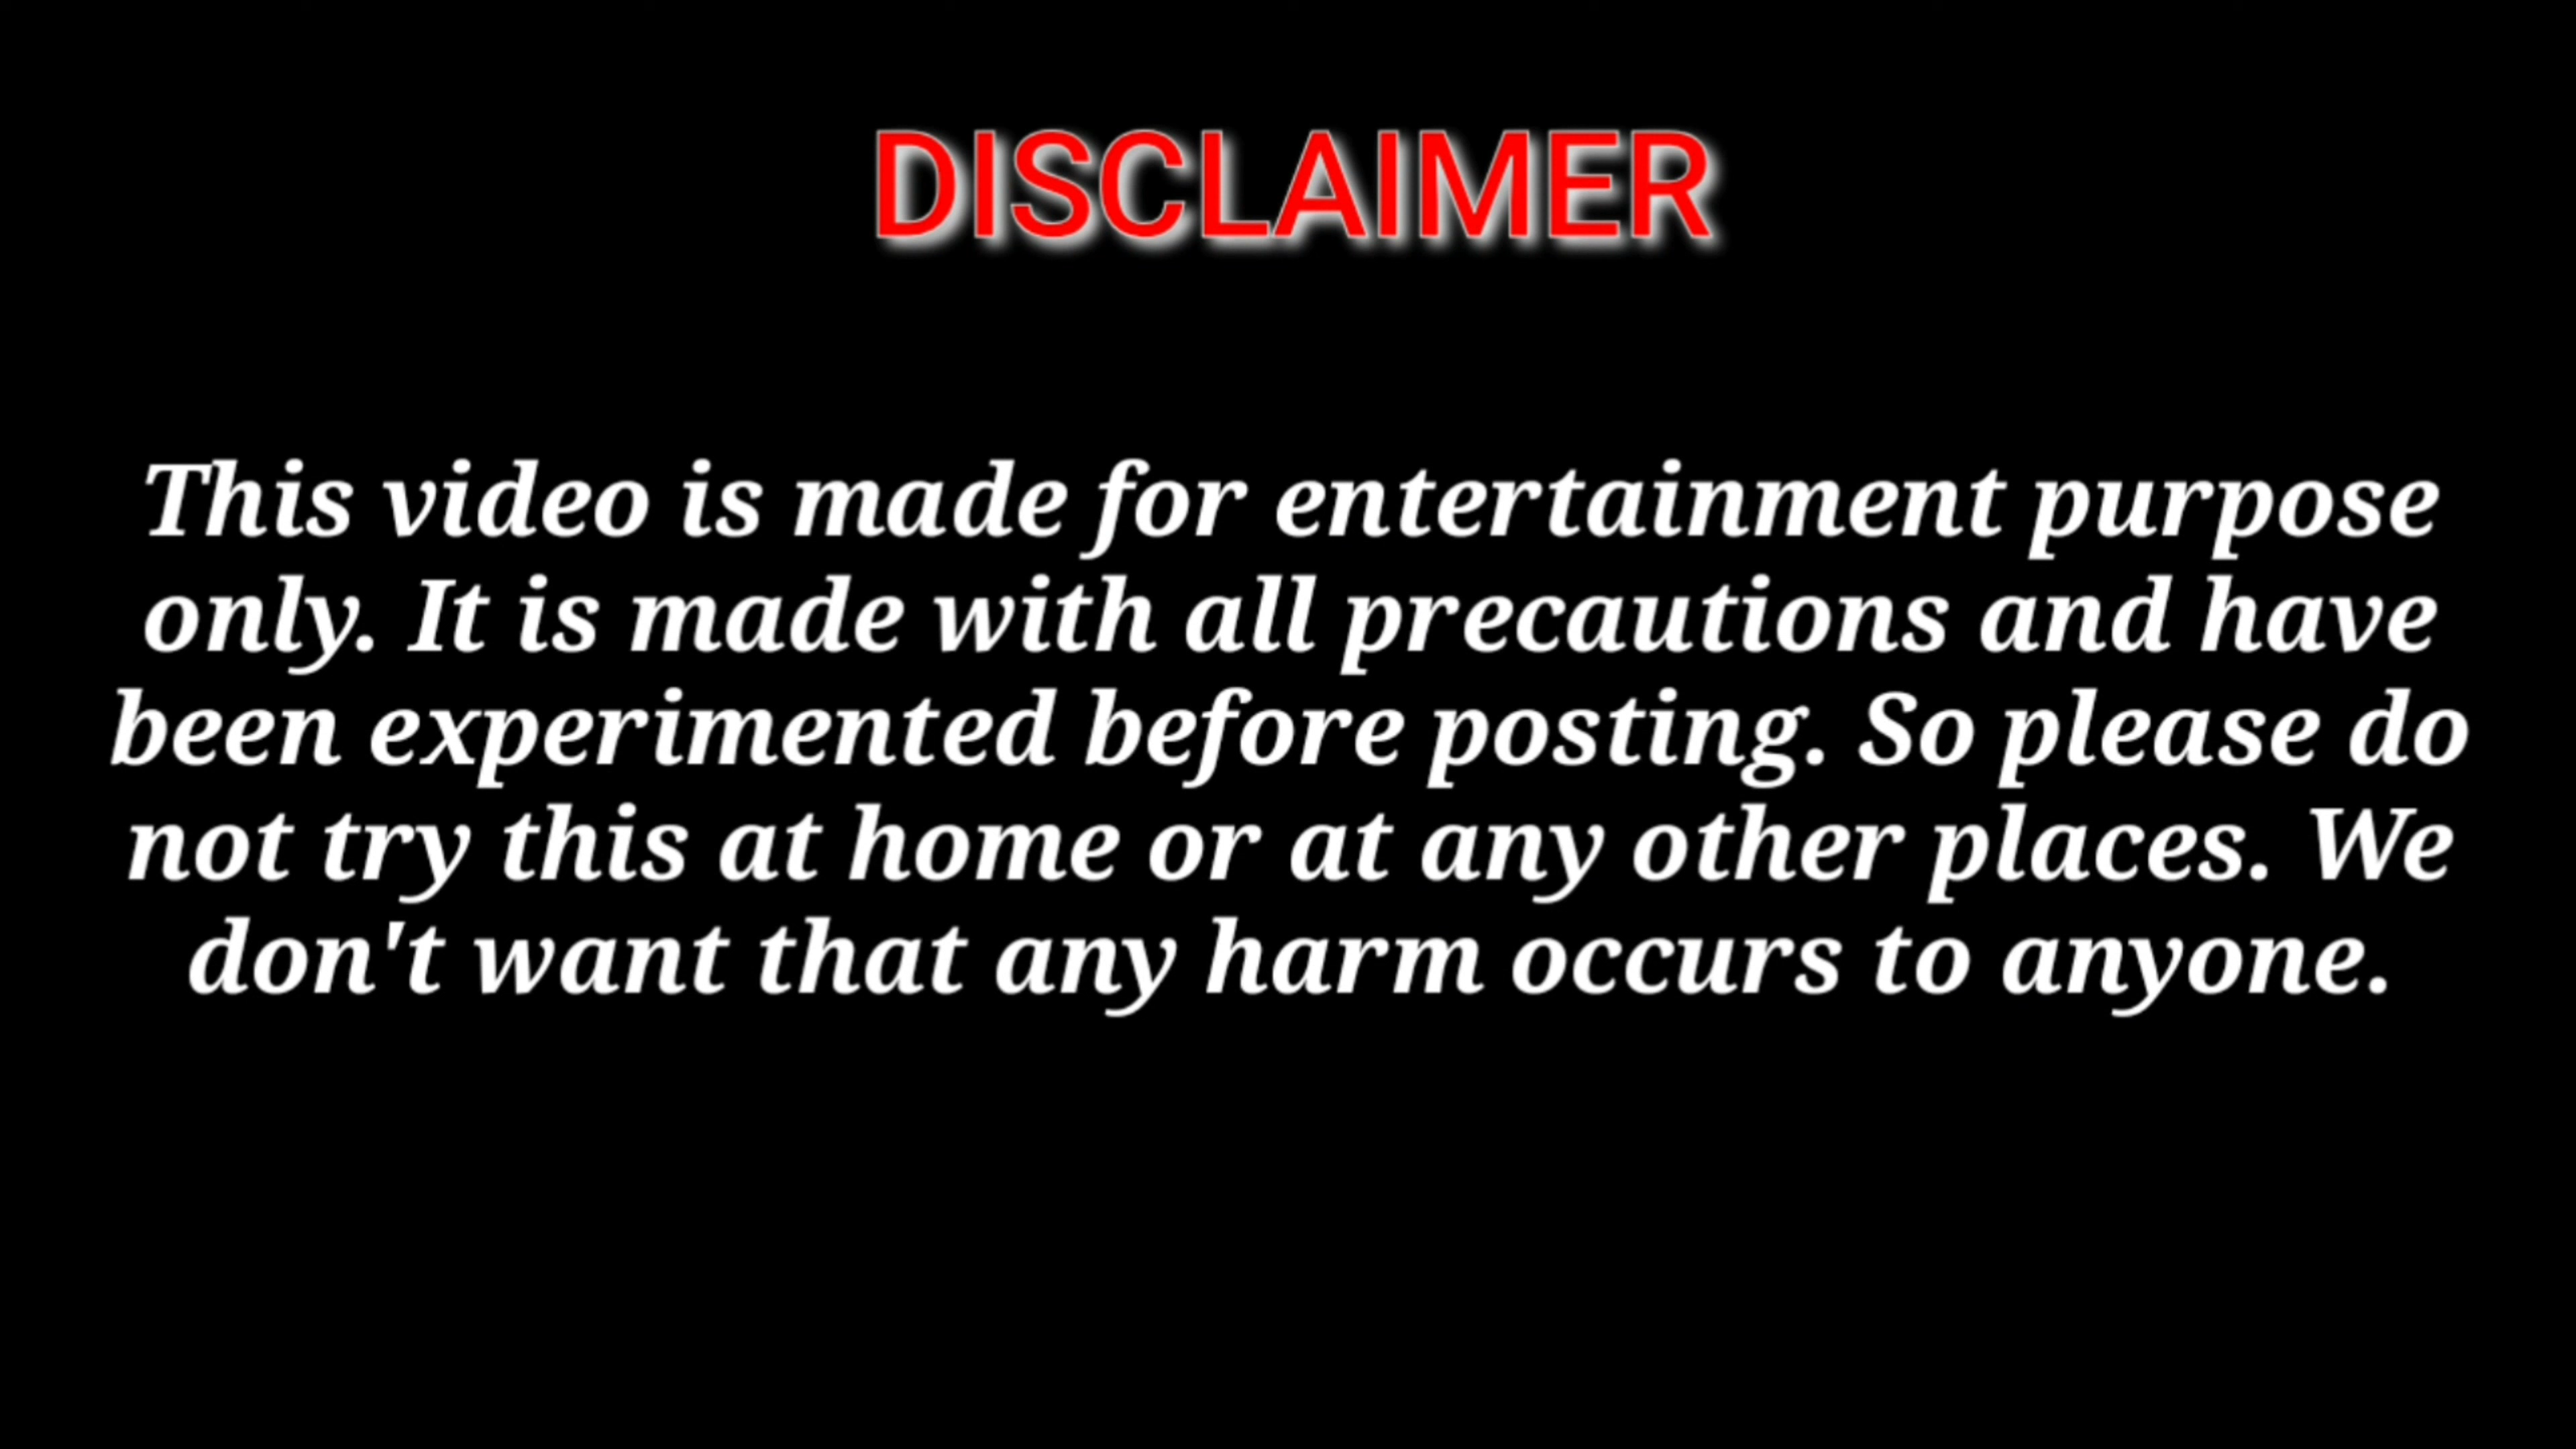 DISCLAIMER
This video is made for entertainment purpose
only. It is made with all precautions and have
been experimented before posting. So please do
not try this at home or at any other places. We
don't want that any harm occurs to anyone.